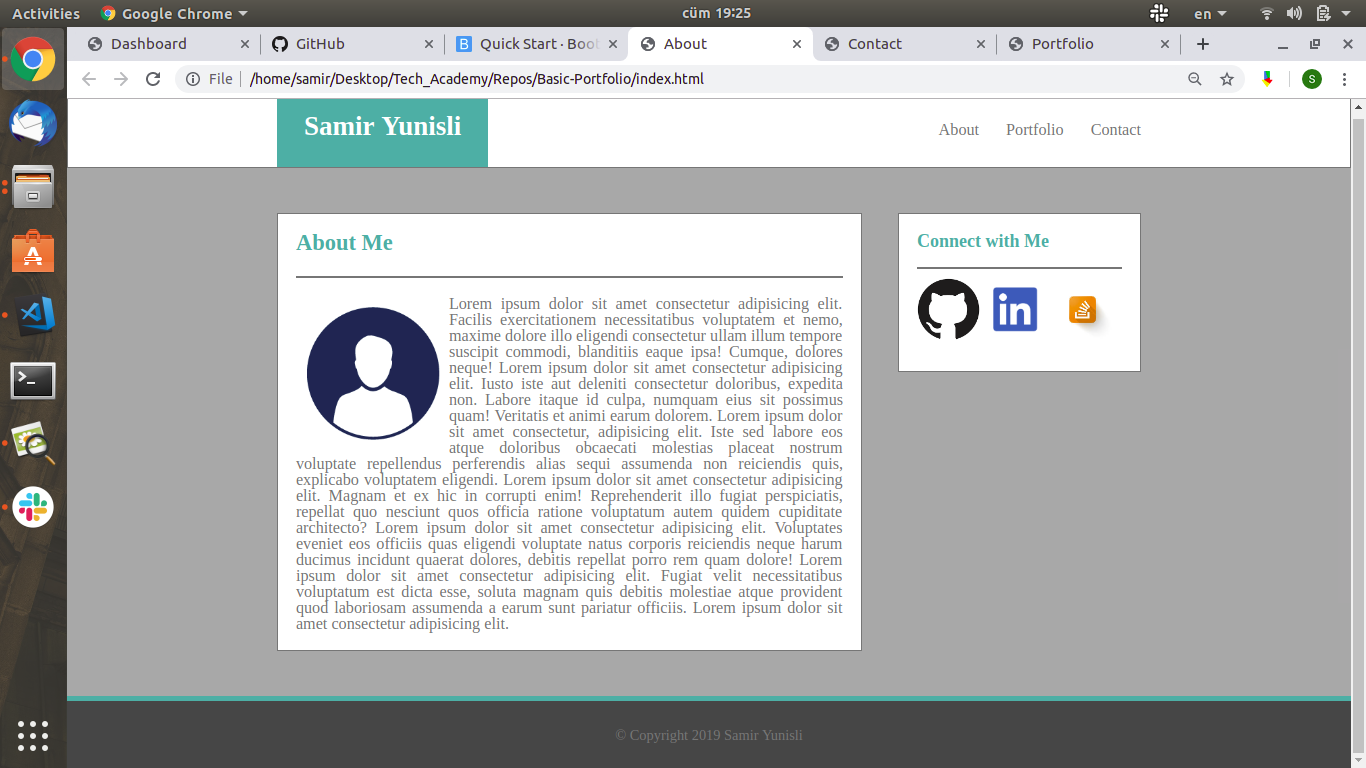 Activities Google Chrome cüm 19:25 en
Dashboard GitHub Quick Start · Boot About Contact Portfolio
File /home/samir/Desktop/Tech_Academy/Repos/Basic-Portfolio/index.html S
Samir Yunisli
About Portfolio Contact
About Me
Lorem ipsum dolor sit amet consectetur adipisicing elit.
Facilis exercitationem necessitatibus voluptatem et nemo,
maxime dolore illo eligendi consectetur ullam illum tempore
suscipit commodi, blanditiis eaque ipsa! Cumque, dolores
neque! Lorem ipsum dolor sit amet consectetur adipisicing
elit. Iusto iste aut deleniti consectetur doloribus, expedita
non. Labore itaque id culpa, numquam eius sit possimus
quam! Veritatis et animi earum dolorem. Lorem ipsum dolor
sit amet consectetur, adipisicing elit. Iste sed labore eos
atque doloribus obcaecati molestias placeat nostrum
voluptate repellendus perferendis alias sequi assumenda non reiciendis quis,
explicabo voluptatem eligendi. Lorem ipsum dolor sit amet consectetur adipisicing
elit. Magnam et ex hic in corrupti enim! Reprehenderit illo fugiat perspiciatis,
repellat quo nesciunt quos officia ratione voluptatum autem quidem cupiditate
architecto? Lorem ipsum dolor sit amet consectetur adipisicing elit. Voluptates
eveniet eos officiis quas eligendi voluptate natus corporis reiciendis neque harum
ducimus incidunt quaerat dolores, debitis repellat porro rem quam dolore! Lorem
ipsum dolor sit amet consectetur adipisicing elit. Fugiat velit necessitatibus
voluptatum est dicta esse, soluta magnam quis debitis molestiae atque provident
quod laboriosam assumenda a earum sunt pariatur officiis. Lorem ipsum dolor sit
amet consectetur adipisicing elit.
Connect with Me
in
© Copyright 2019 Samir Yunisli